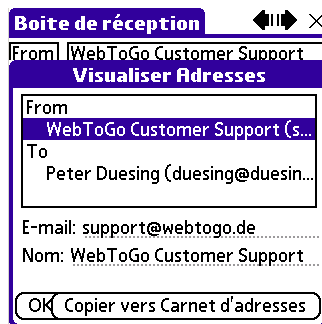 Boite de réception
From WebToGo Customer Support
Visualiser Adresses
From
WebToGo Customer Support (s...
To
Peter Duesing (duesing@duesin...
E-mail: support@webtogo.de
Nom: WebToGo Customer Support
OK Copier vers Carnet d'adresses